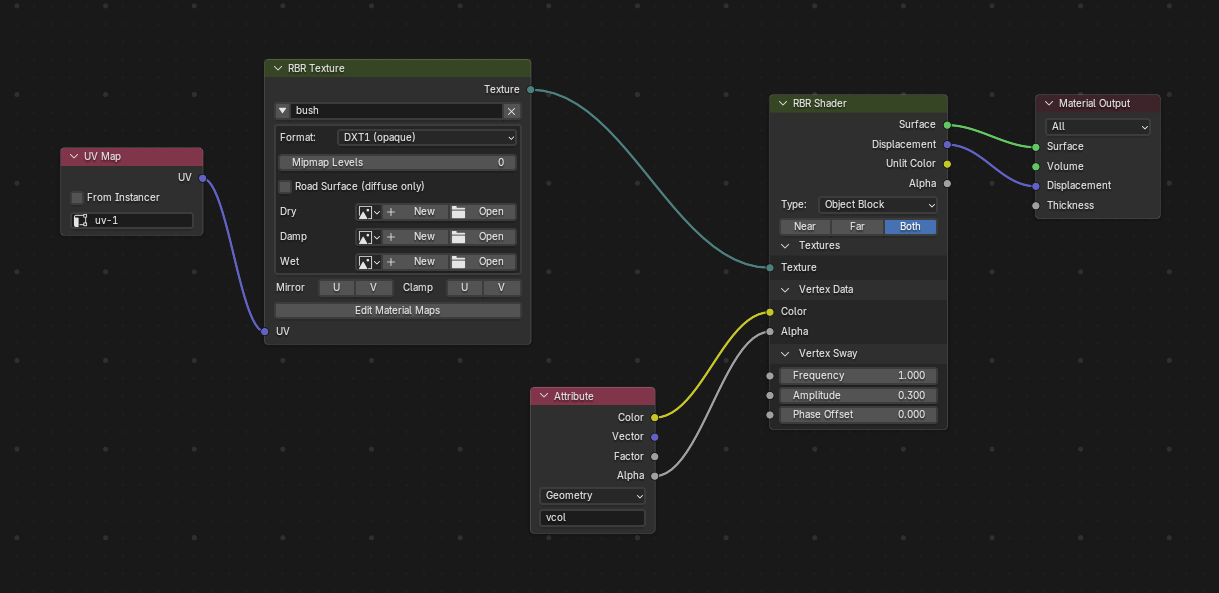 UV Map
UV
From Instancer
uv-1
RBR Texture
Texture
bush
Format: DXT1 (opaque)
Mipmap Levels 0
Road Surface (diffuse only)
Dry New Open
Damp New Open
Wet New Open
Mirror U V Clamp U V
Edit Material Maps
UV
Attribute
Color
Vector
Factor
Alpha
Geometry
vcol
RBR Shader
Surface
Displacement
Unlit Color
Alpha
Type: Object Block
Near Far Both
Textures
Texture
Vertex Data
Color
Alpha
Vertex Sway
Frequency 1.000
Amplitude 0.300
Phase Offset 0.000
Material Output
All
Surface
Volume
Displacement
Thickness